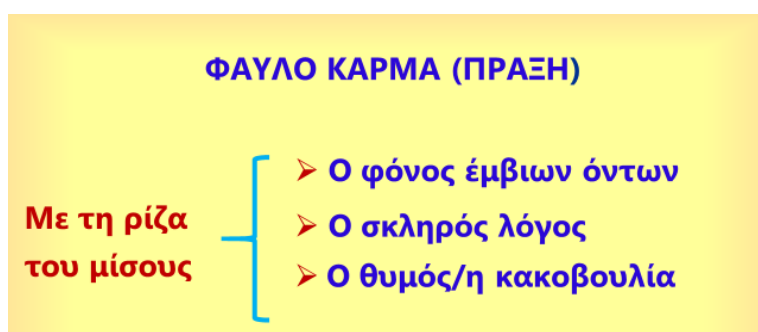 ΦΑΥΛΟ ΚΑΡΜΑ (ΠΡΑΞΗ)
Με τη ρίζα
του μίσους
Ο φόνος έμβιων όντων
Ο σκληρός λόγος
Ο θυμός/η κακοβουλία